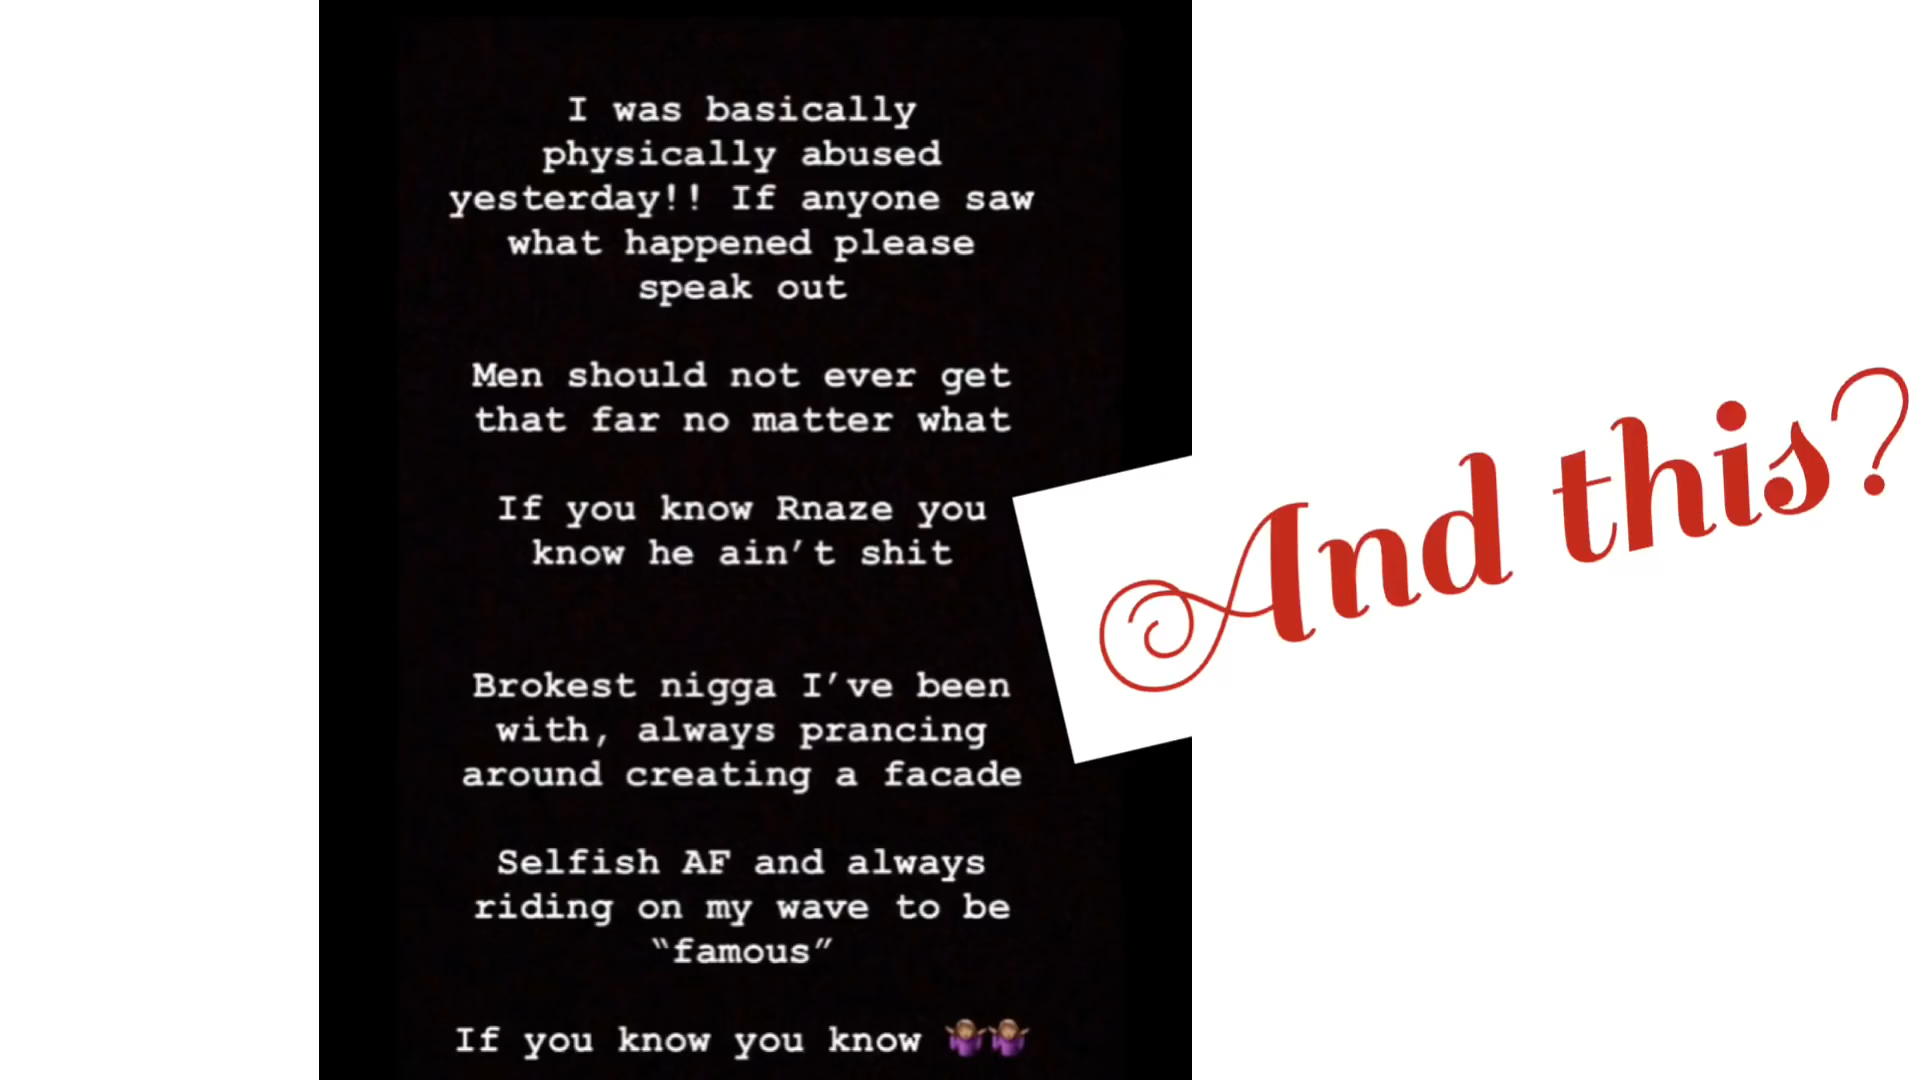 I was basically
physically abused
yesterday!! If anyone saw
what happened please
speak out
Men should not ever get
that far no matter what
If you know Rnaze you
know he ain’t shit
And this?
Brokest nigga I’ve been
with, always prancing
around creating a facade
Selfish AF and always
riding on my wave to be
“famous”
If you know you know 🤷🏽‍♀️🤷🏽‍♀️